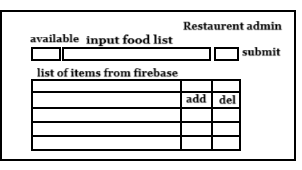 Restaurent admin
available input food list
submit
list of items from firebase
add del